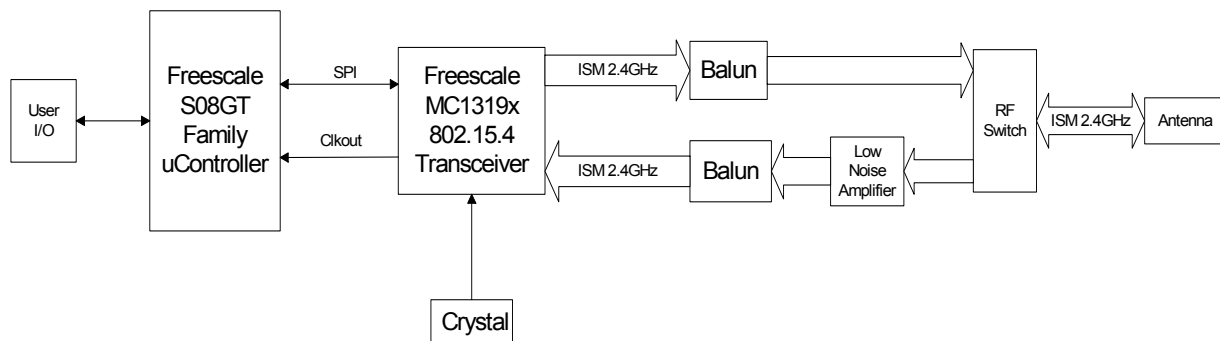 User
I/O
Freescale
S08GT
Family
uController
SPI
Clkout
Freescale
MC1319x
802.15.4
Transceiver
Crystal
ISM 2.4GHz
Balun
ISM 2.4GHz
Balun
Low
Noise
Amplifier
RF
Switch
ISM 2.4GHz
Antenna